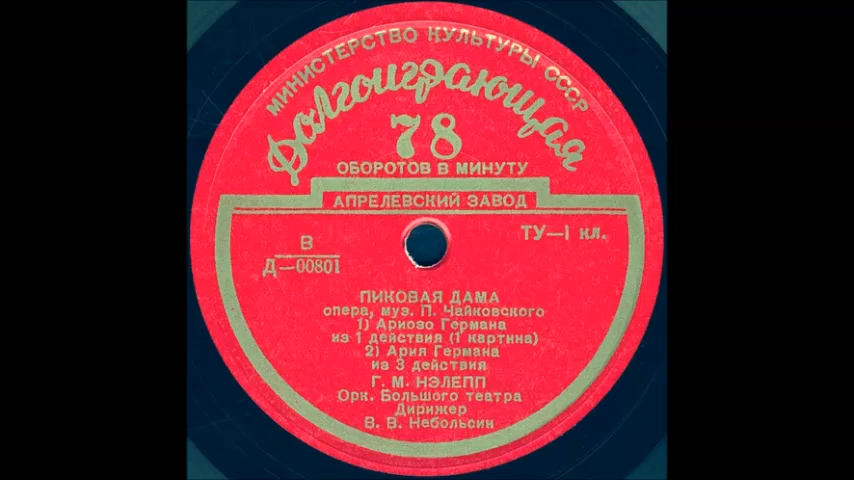 МИНИСТЕРСТВО КУЛЬТУРЫ СССР
Долгоиграющая
78
ОБОРОТОВ В МИНУТУ
АПРЕЛЕВСКИЙ ЗАВОД
В
Д—00801
ТУ—I кл.
ПИКОВАЯ ДАМА
опера, муз. П. Чайковского
1) Ариозо Германа
из 1 действия (1 картина)
2) Ария Германа
из 3 действия
Г. М. НЭЛЕПП
Орк. Большого театра
Дирижер
В. В. Небольсин